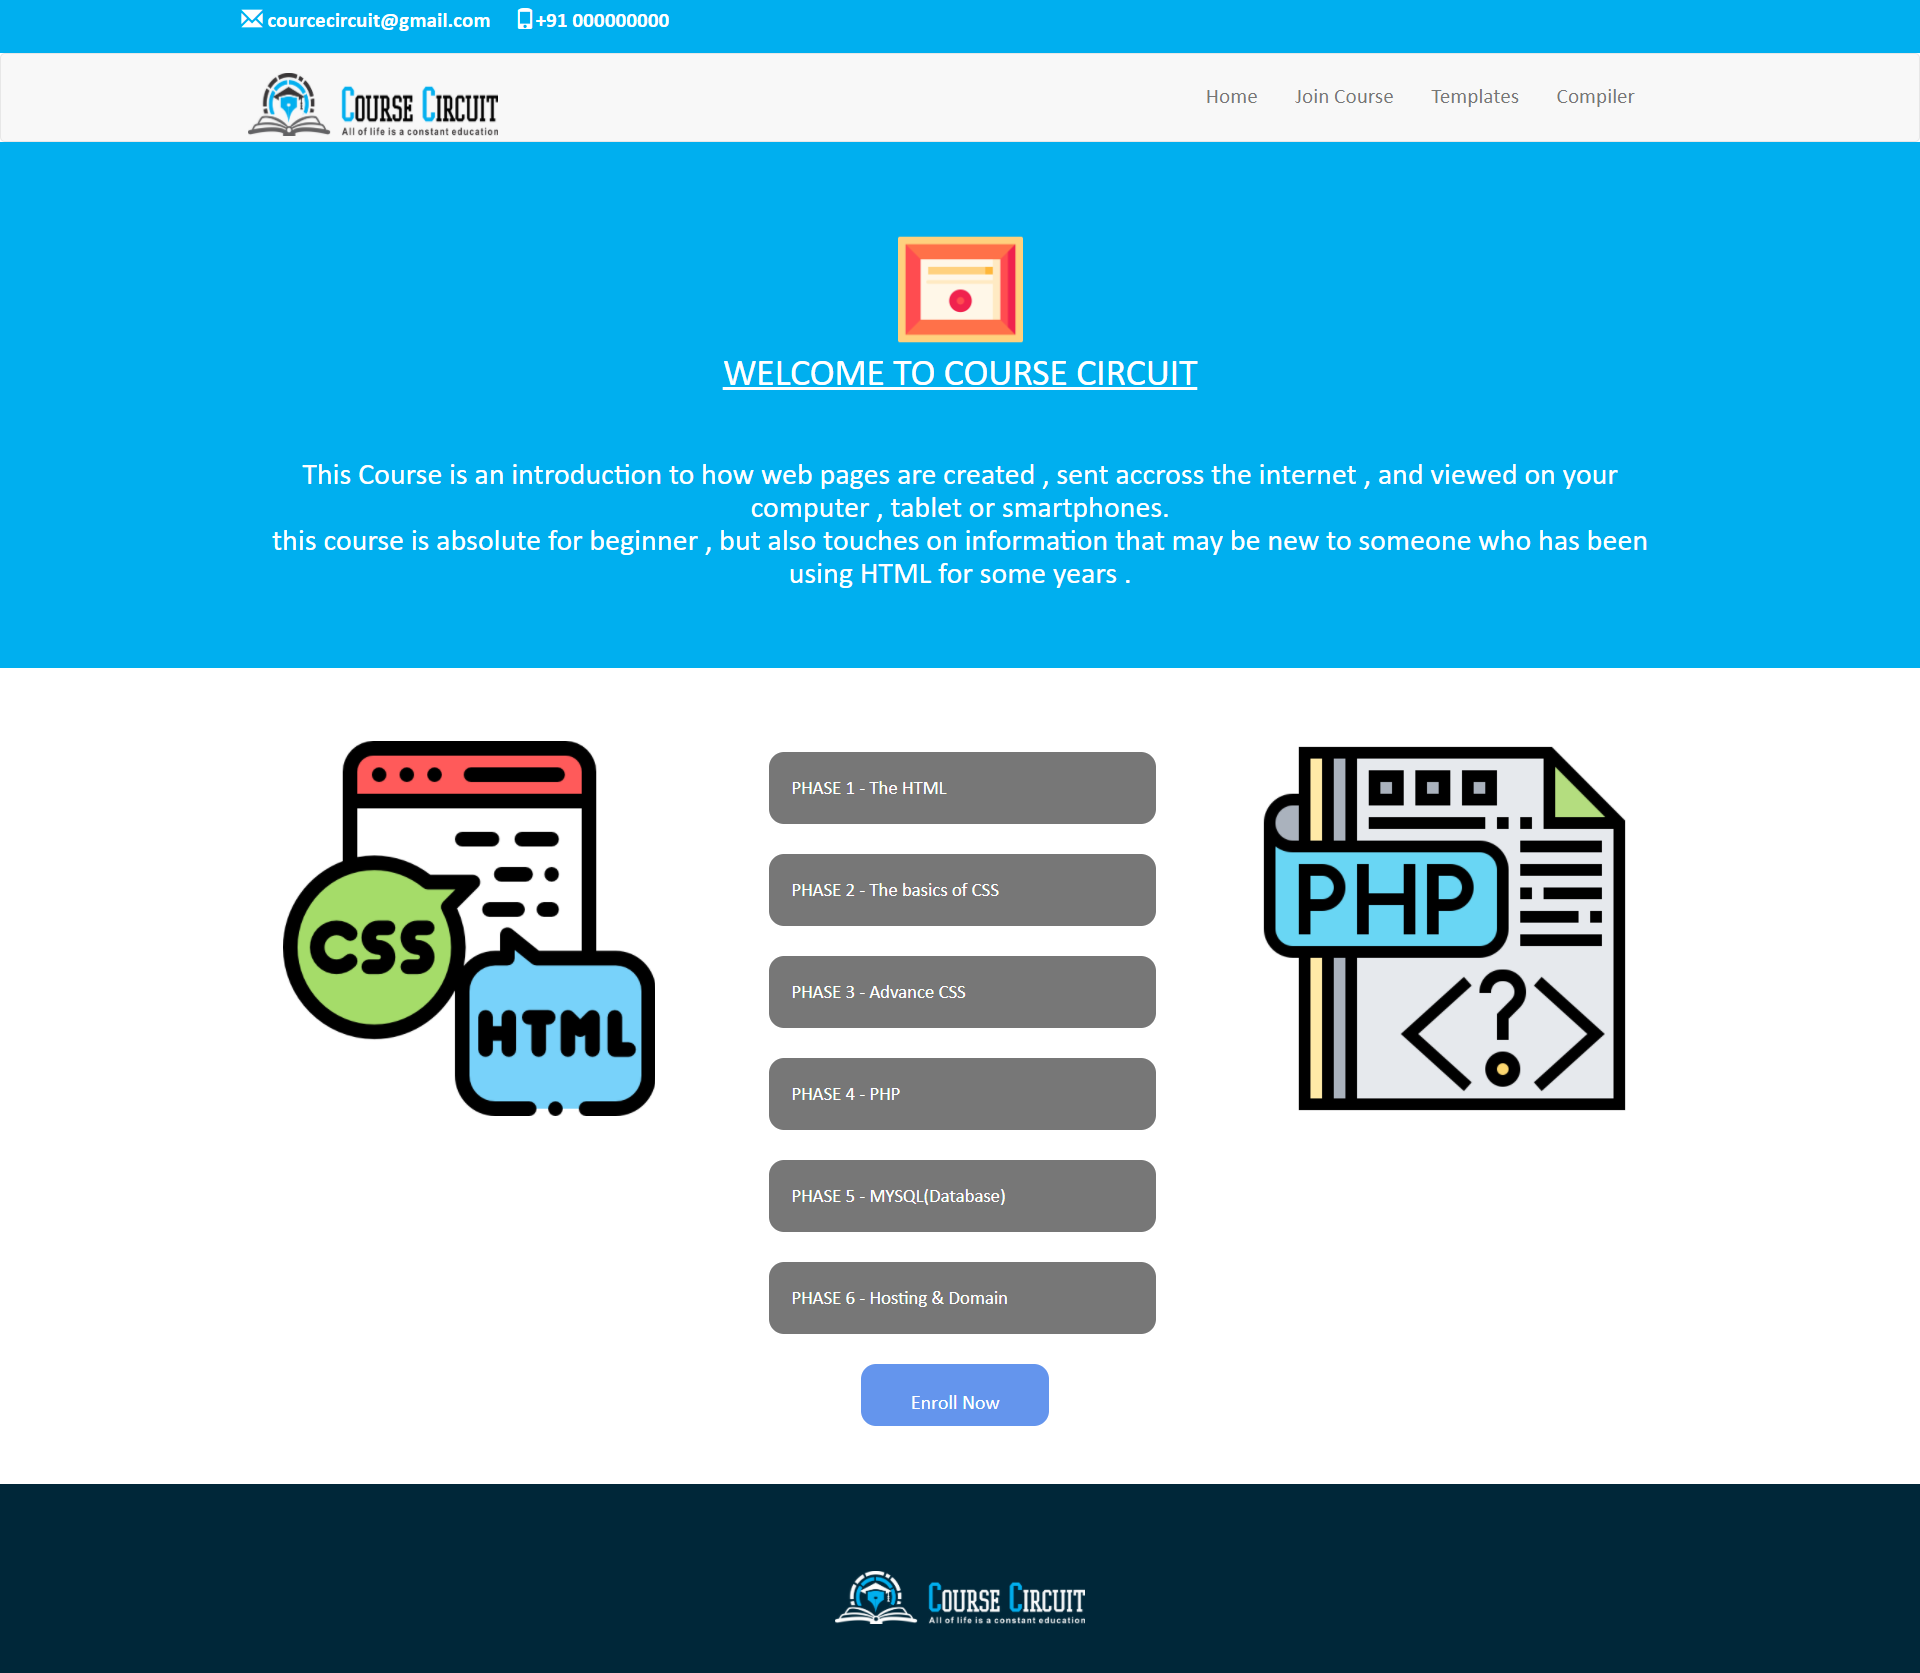 courcecircuit@gmail.com +91 000000000
COURSE CIRCUIT
All of life is a constant education
Home Join Course Templates Compiler
WELCOME TO COURSE CIRCUIT
This Course is an introduction to how web pages are created , sent accross the internet , and viewed on your
computer , tablet or smartphones.
this course is absolute for beginner , but also touches on information that may be new to someone who has been
using HTML for some years .
CSS
HTML
PHASE 1 - The HTML
PHASE 2 - The basics of CSS
PHASE 3 - Advance CSS
PHASE 4 - PHP
PHASE 5 - MYSQL(Database)
PHASE 6 - Hosting & Domain
Enroll Now
PHP
<?>
COURSE CIRCUIT
All of life is a constant education